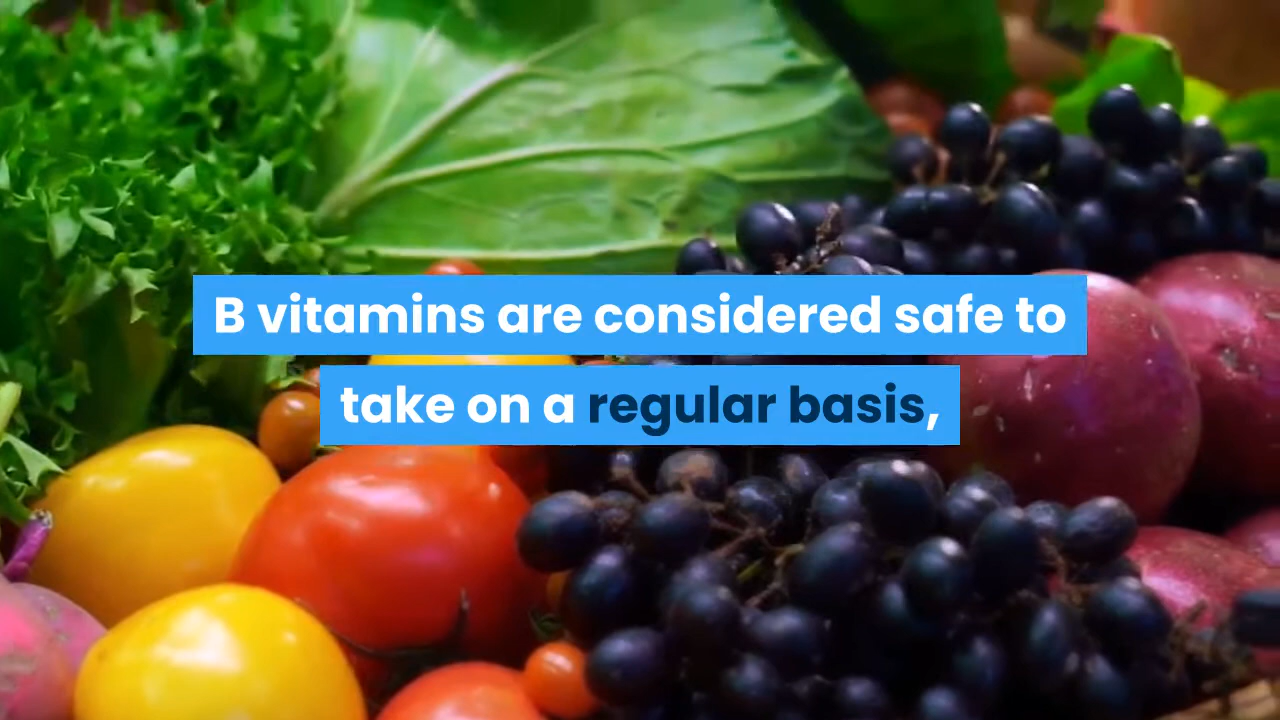 B vitamins are considered safe to
take on a regular basis,